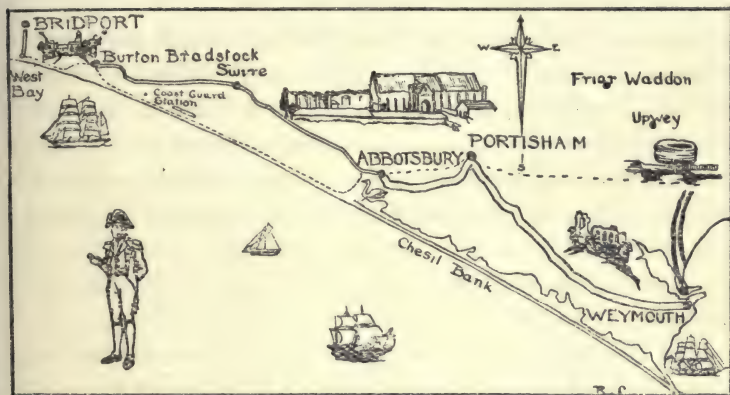 BRIDPORT
Burton Bradstock
Swire
West
Bay
Coast Guard
Station
W
E
S
Friar Waddon
Upwey
ABBOTSBURY
PORTISHAM
Chesil Bank
WEYMOUTH